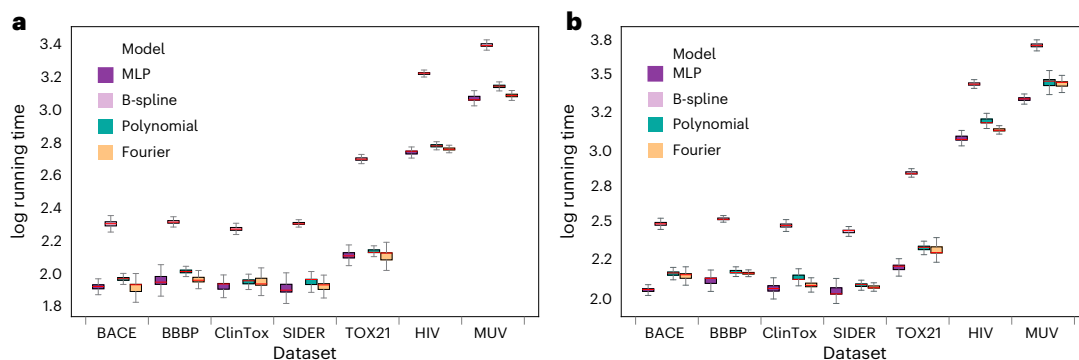 a
log running time
3.4
3.2
3.0
2.8
2.6
2.4
2.2
2.0
1.8
Model
MLP
B-spline
Polynomial
Fourier
BACE BBBP ClinTox SIDER TOX21 HIV MUV
Dataset
b
log running time
3.8
3.5
3.2
3.0
2.8
2.5
2.2
2.0
Model
MLP
B-spline
Polynomial
Fourier
BACE BBBP ClinTox SIDER TOX21 HIV MUV
Dataset